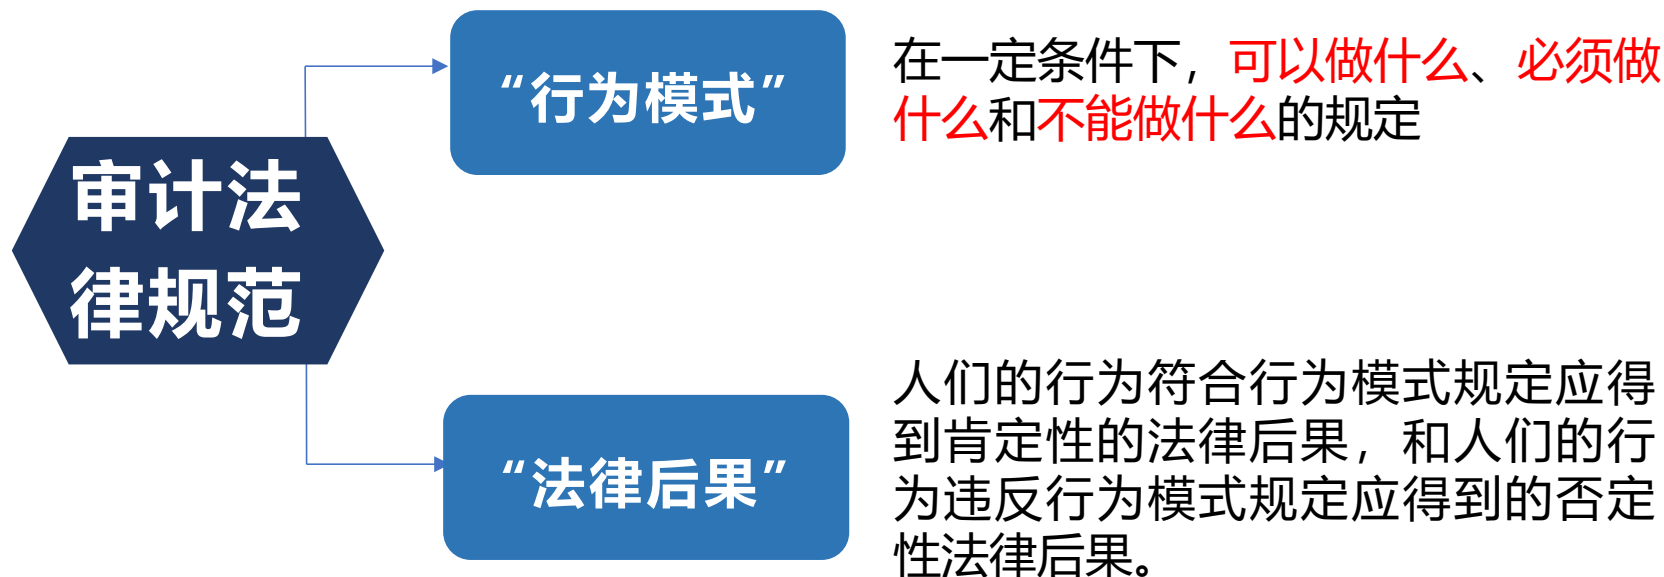 审计法
律规范
“行为模式”
在一定条件下，可以做什么、必须做
什么和不能做什么的规定
“法律后果”
人们的行为符合行为模式规定应得
到肯定性的法律后果，和人们的行
为违反行为模式规定应得到的否定
性法律后果。